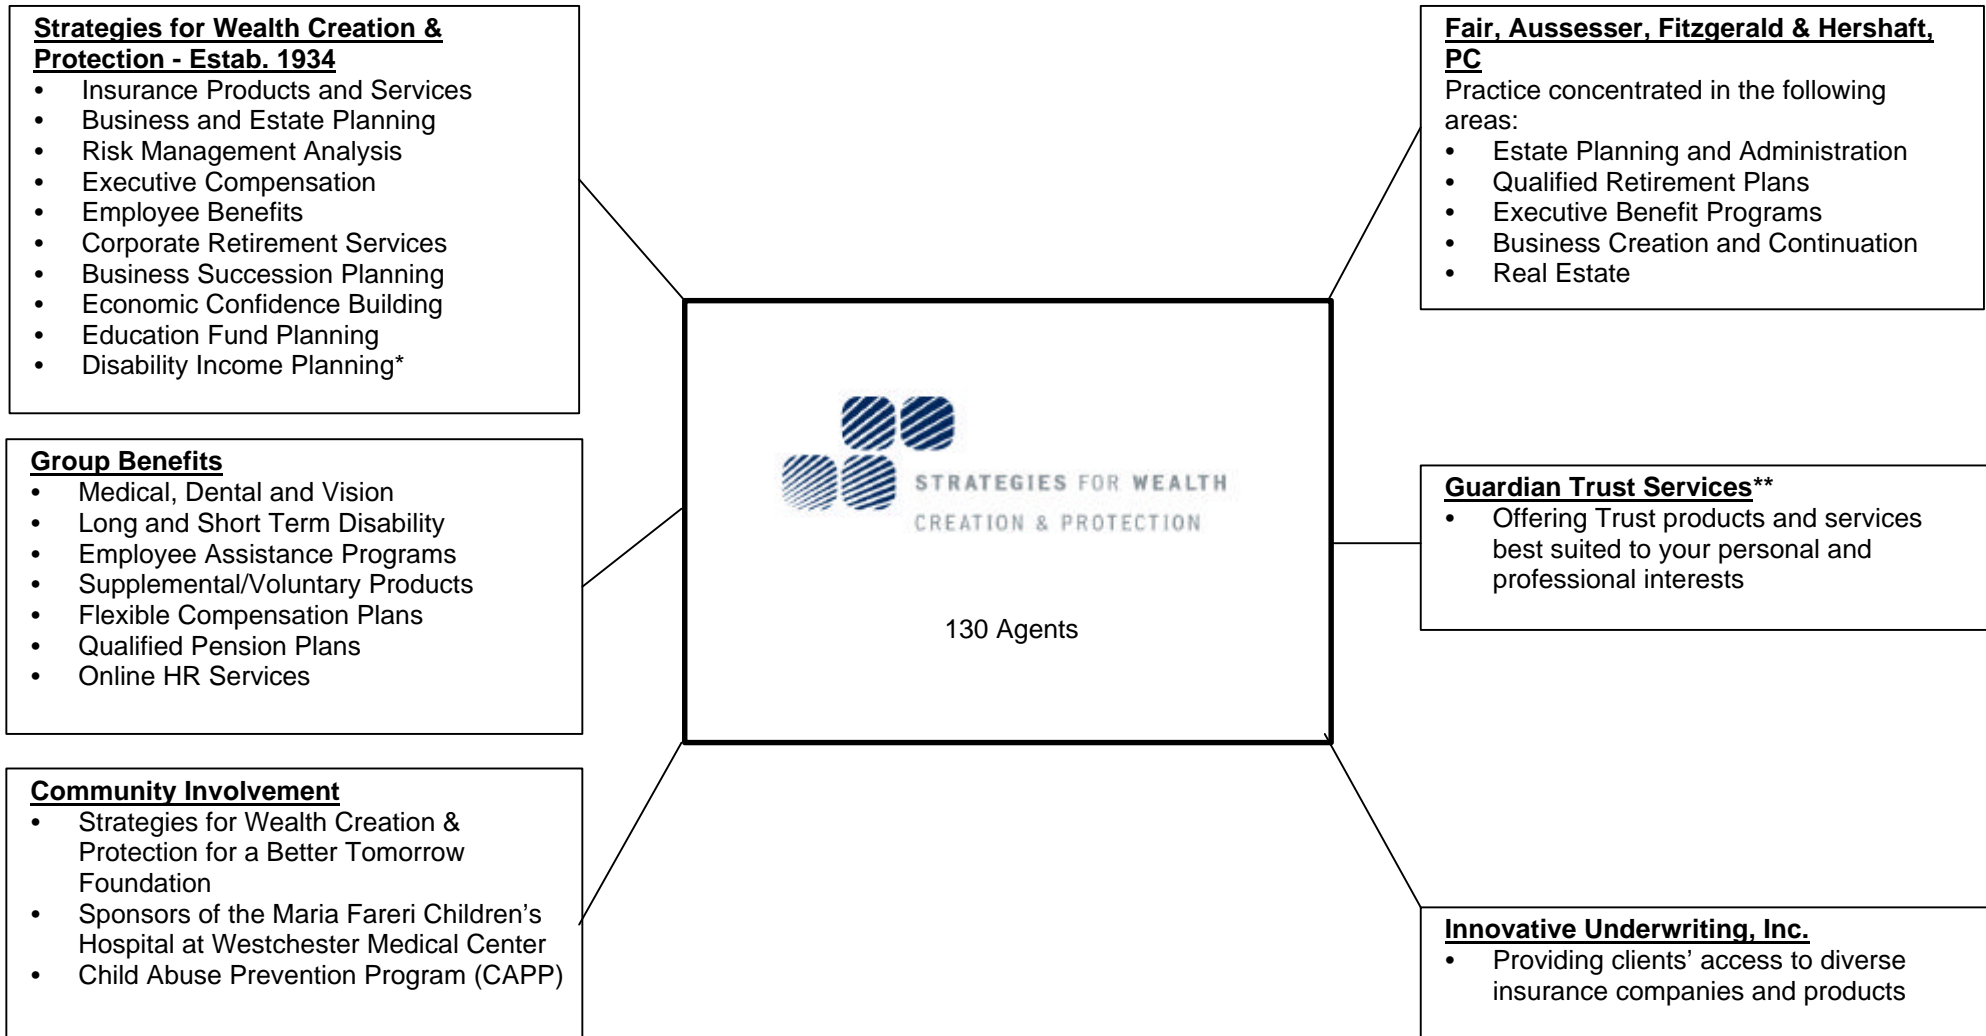 Strategies for Wealth Creation &
Protection - Estab. 1934
• Insurance Products and Services
• Business and Estate Planning
• Risk Management Analysis
• Executive Compensation
• Employee Benefits
• Corporate Retirement Services
• Business Succession Planning
• Economic Confidence Building
• Education Fund Planning
• Disability Income Planning*
Group Benefits
• Medical, Dental and Vision
• Long and Short Term Disability
• Employee Assistance Programs
• Supplemental/Voluntary Products
• Flexible Compensation Plans
• Qualified Pension Plans
• Online HR Services
Community Involvement
• Strategies for Wealth Creation &
Protection for a Better Tomorrow
Foundation
• Sponsors of the Maria Fareri Children's
Hospital at Westchester Medical Center
• Child Abuse Prevention Program (CAPP)
STRATEGIES FOR WEALTH
CREATION & PROTECTION
130 Agents
Fair, Aussesser, Fitzgerald & Hershaft,
PC
Practice concentrated in the following
areas:
• Estate Planning and Administration
• Qualified Retirement Plans
• Executive Benefit Programs
• Business Creation and Continuation
• Real Estate
Guardian Trust Services**
• Offering Trust products and services
best suited to your personal and
professional interests
Innovative Underwriting, Inc.
• Providing clients' access to diverse
insurance companies and products